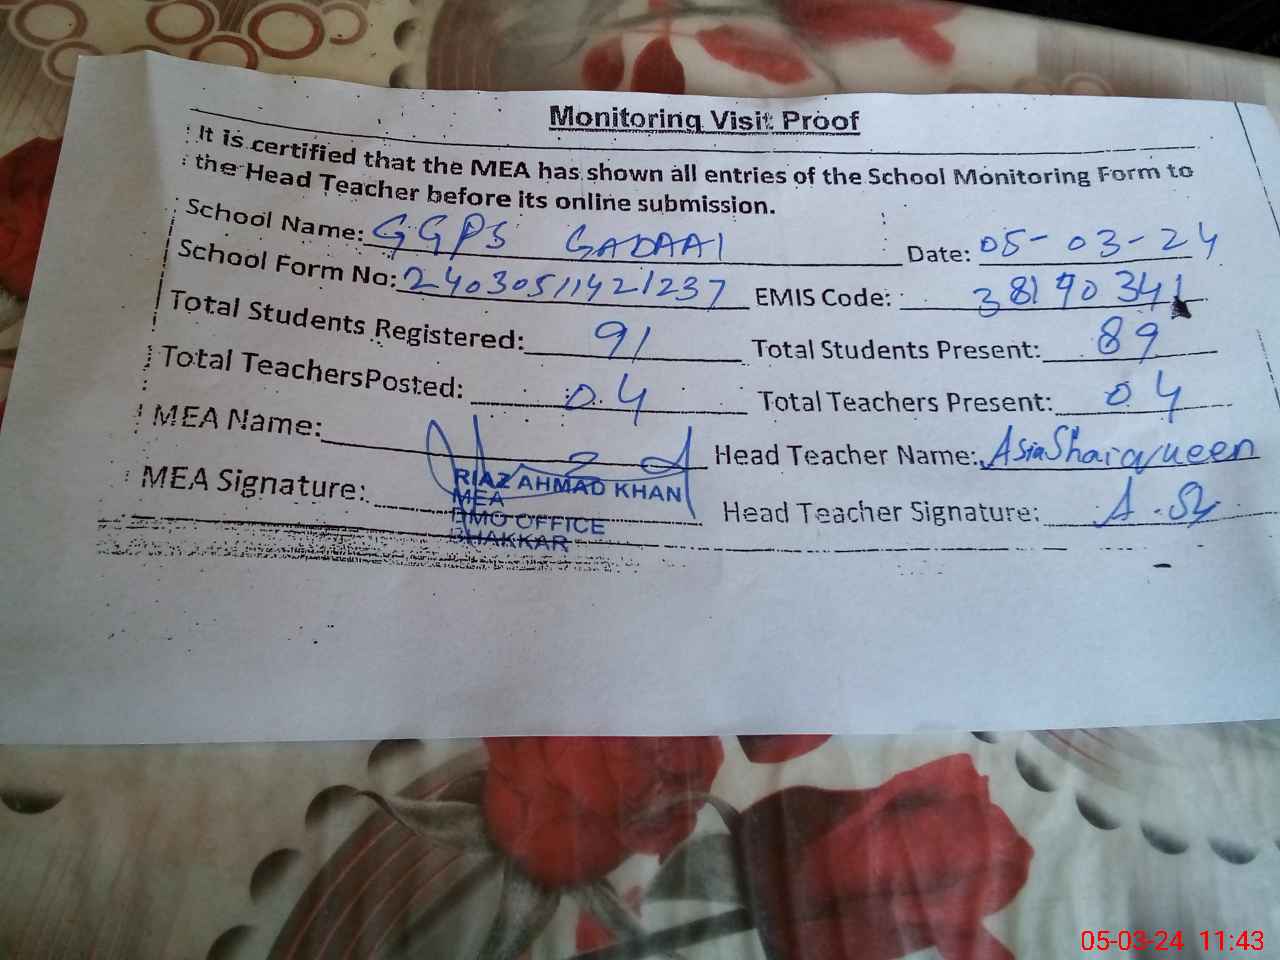 Monitoring Visit Proof
It is certified that the MEA has shown all entries of the School Monitoring Form to
the Head Teacher before its online submission.
School Name: GGPS GADAAI Date: 05-03-24
School Form No: 24030511421237 EMIS Code: 38190341
Total Students Registered: 91 Total Students Present: 89
Total TeachersPosted: 04 Total Teachers Present: 04
MEA Name: Head Teacher Name: Asia
MEA Signature: Head Teacher Signature:
RIAZ AHMAD KHAN
MEA
DMO OFFICE
BHAKKAR
05-03-24 11:43